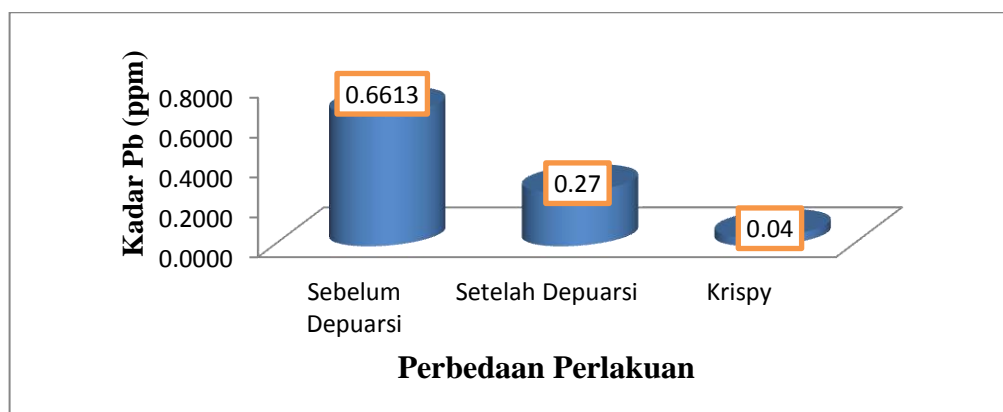 Kadar Pb (ppm)
0.8000
0.6000
0.4000
0.2000
0.0000
0.6613
0.27
0.04
Sebelum
Depuarsi
Setelah Depuarsi
Krispy
Perbedaan Perlakuan